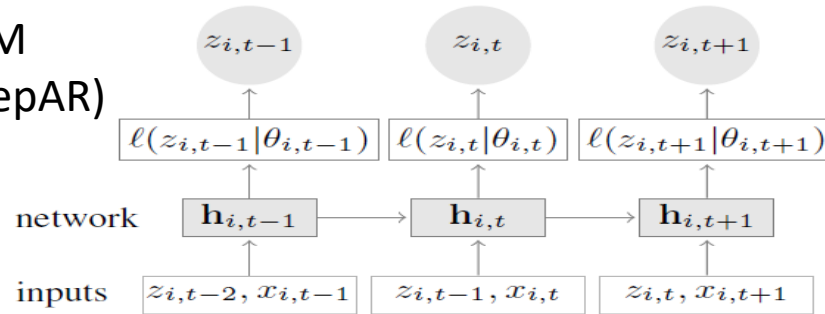 M
epAR)
z_{i,t−1} z_{i,t} z_{i,t+1}
ℓ(z_{i,t−1}|θ_{i,t−1}) ℓ(z_{i,t}|θ_{i,t}) ℓ(z_{i,t+1}|θ_{i,t+1})
network h_{i,t−1} h_{i,t} h_{i,t+1}
inputs z_{i,t−2}, x_{i,t−1} z_{i,t−1}, x_{i,t} z_{i,t}, x_{i,t+1}